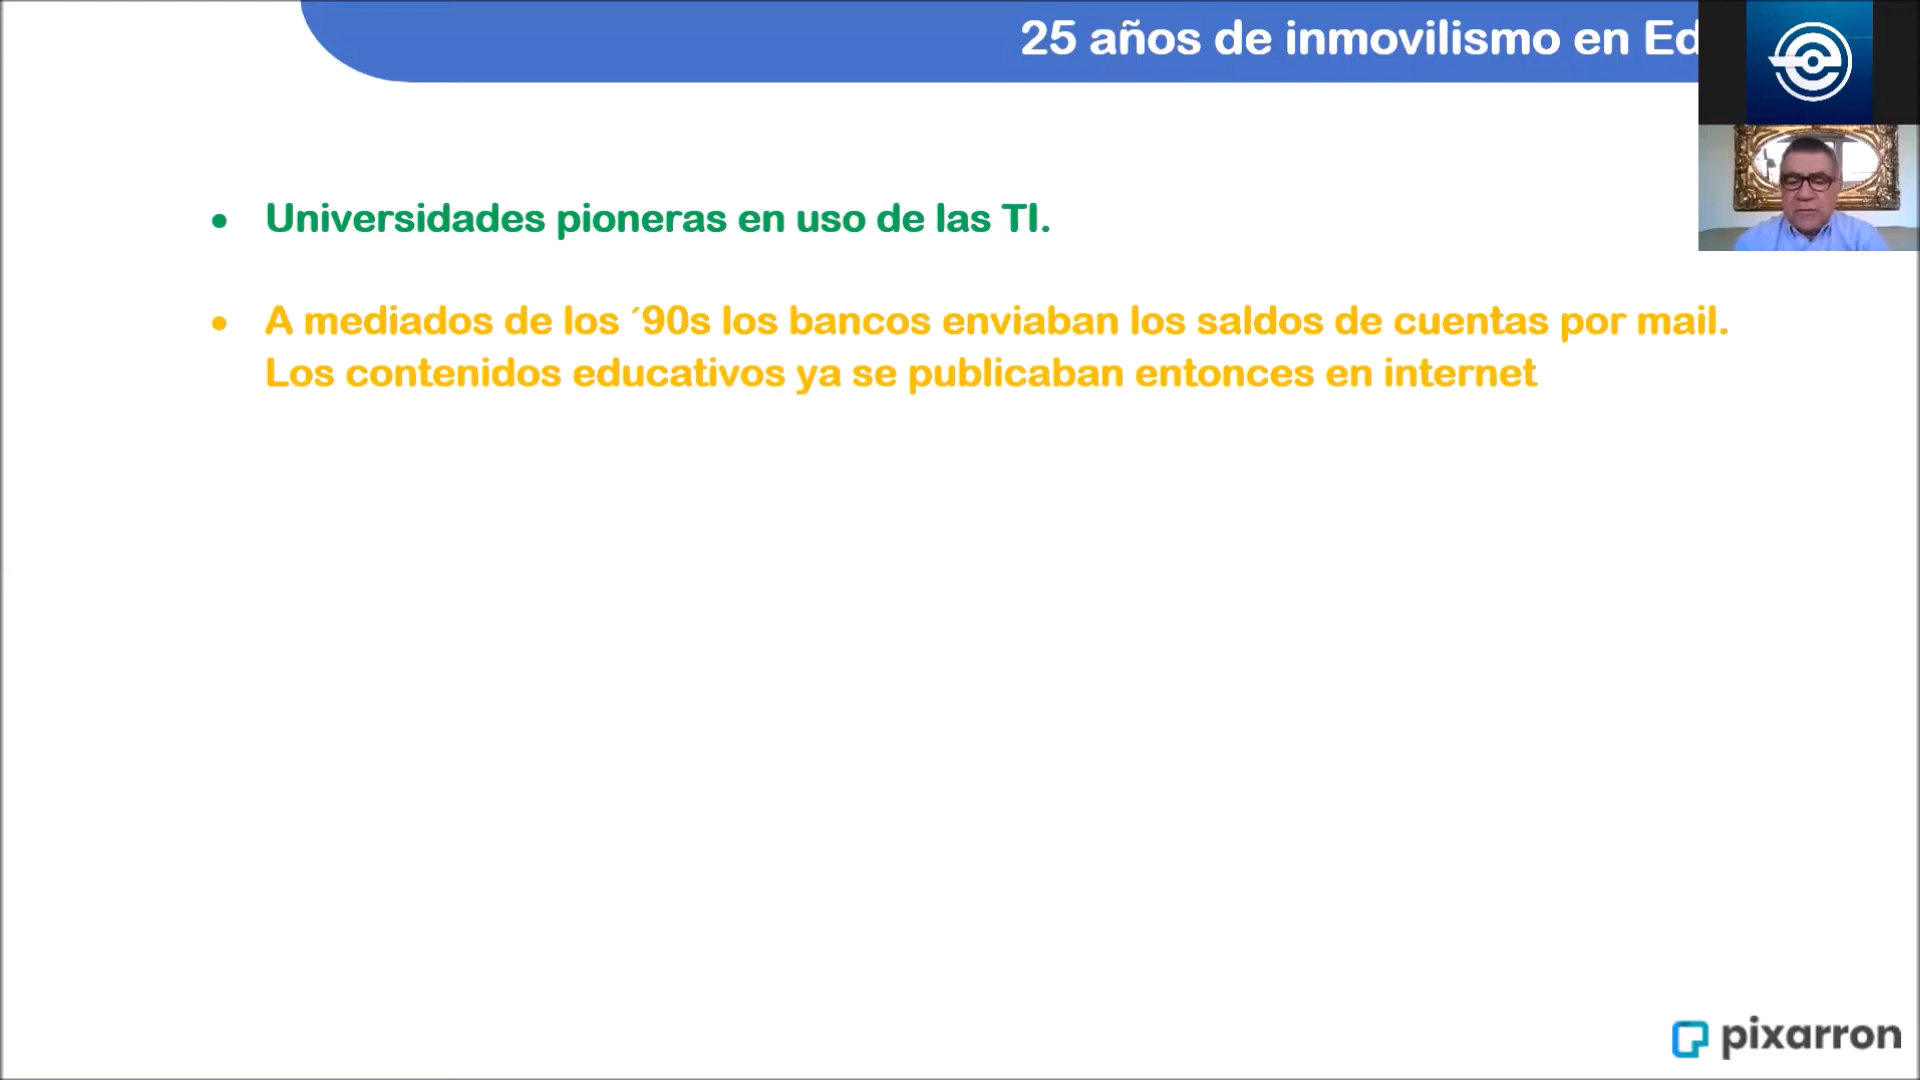 25 años de inmovilismo en Ed
• Universidades pioneras en uso de las TI.
• A mediados de los ´90s los bancos enviaban los saldos de cuentas por mail.
Los contenidos educativos ya se publicaban entonces en internet
pixarron